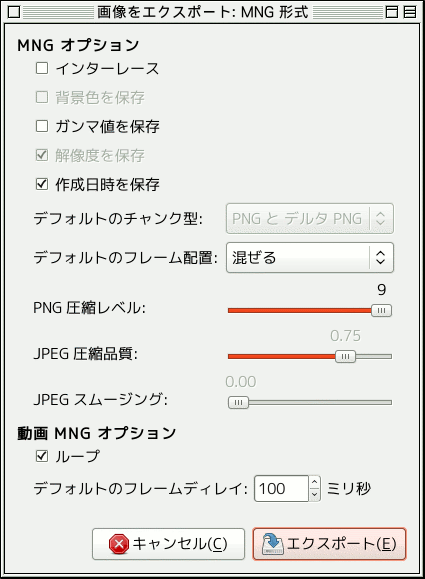 画像をエクスポート: MNG 形式
MNG オプション
インターレース
背景色を保存
ガンマ値を保存
解像度を保存
作成日時を保存
デフォルトのチャンク型: PNG と デルタ PNG
デフォルトのフレーム配置: 混ぜる
9
PNG 圧縮レベル:
0.75
JPEG 圧縮品質:
0.00
JPEG スムージング:
動画 MNG オプション
ループ
デフォルトのフレームディレイ: 100 ミリ秒
キャンセル(C) エクスポート(E)